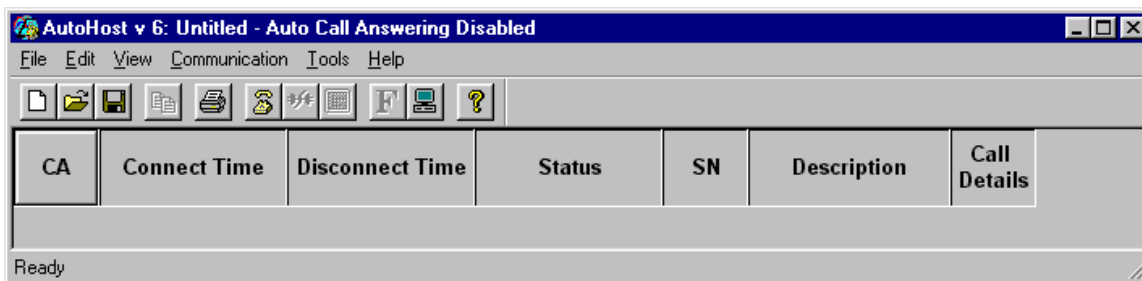 AutoHost v 6: Untitled - Auto Call Answering Disabled
File Edit View Communication Tools Help
F ?
CA Connect Time Disconnect Time Status SN Description Call Details
Ready